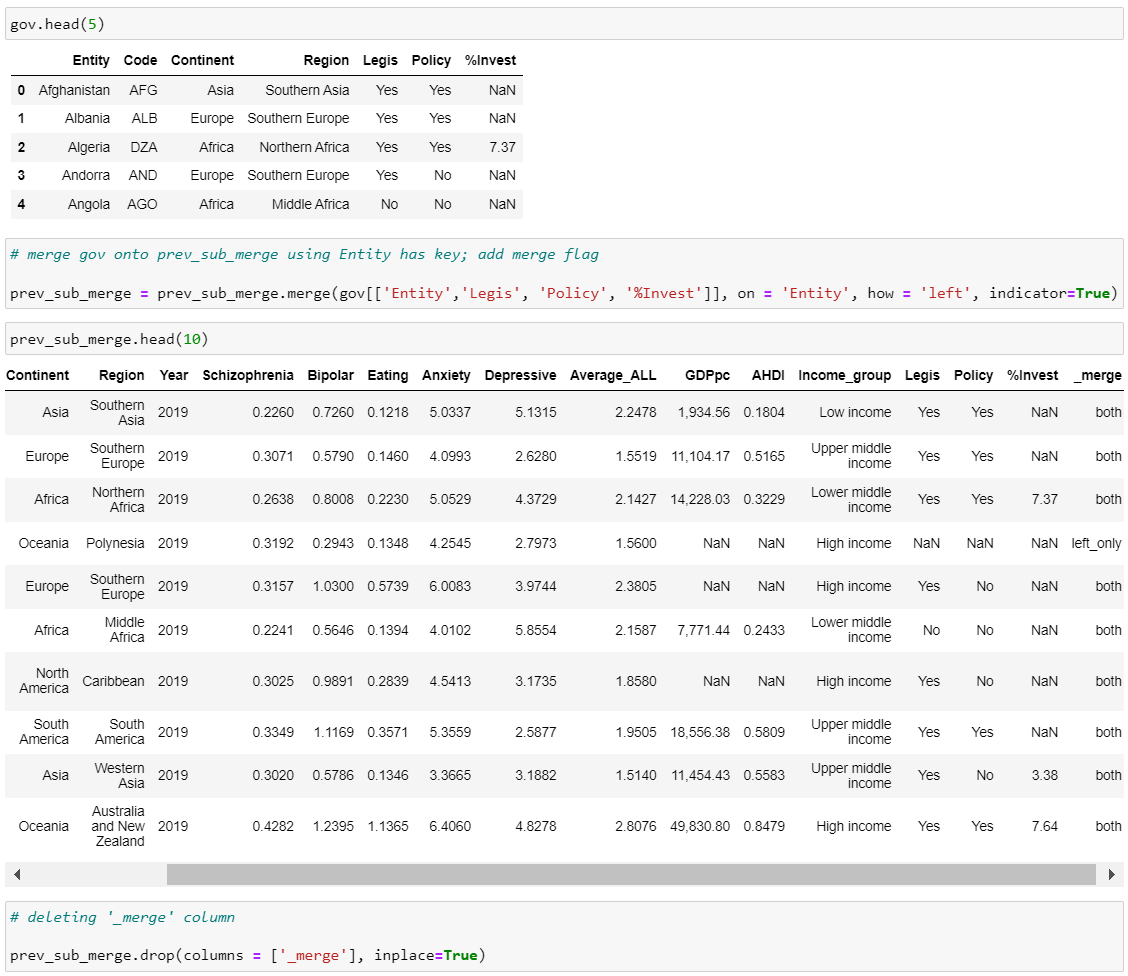 gov.head(5)
Entity Code Continent Region Legis Policy %Invest
0 Afghanistan AFG Asia Southern Asia Yes Yes NaN
1 Albania ALB Europe Southern Europe Yes Yes NaN
2 Algeria DZA Africa Northern Africa Yes Yes 7.37
3 Andorra AND Europe Southern Europe Yes No NaN
4 Angola AGO Africa Middle Africa No No NaN
# merge gov onto prev_sub_merge using Entity has key; add merge flag
prev_sub_merge = prev_sub_merge.merge(gov[['Entity','Legis', 'Policy', '%Invest']], on = 'Entity', how = 'left', indicator=True)
prev_sub_merge.head(10)
Continent Region Year Schizophrenia Bipolar Eating Anxiety Depressive Average_ALL GDPpc AHDI Income_group Legis Policy %Invest _merge
Asia Southern Asia 2019 0.2260 0.7260 0.1218 5.0337 5.1315 2.2478 1,934.56 0.1804 Low income Yes Yes NaN both
Europe Southern Europe 2019 0.3071 0.5790 0.1460 4.0993 2.6280 1.5519 11,104.17 0.5165 Upper middle income Yes Yes NaN both
Africa Northern Africa 2019 0.2638 0.8008 0.2230 5.0529 4.3729 2.1427 14,228.03 0.3229 Lower middle income Yes Yes 7.37 both
Oceania Polynesia 2019 0.3192 0.2943 0.1348 4.2545 2.7973 1.5600 NaN NaN High income NaN NaN NaN left_only
Europe Southern Europe 2019 0.3157 1.0300 0.5739 6.0083 3.9744 2.3805 NaN NaN High income Yes No NaN both
Africa Middle Africa 2019 0.2241 0.5646 0.1394 4.0102 5.8554 2.1587 7,771.44 0.2433 Lower middle income No No NaN both
North America Caribbean 2019 0.3025 0.9891 0.2839 4.5413 3.1735 1.8580 NaN NaN High income Yes No NaN both
South America South America 2019 0.3349 1.1169 0.3571 5.3559 2.5877 1.9505 18,556.38 0.5809 Upper middle income Yes Yes NaN both
Asia Western Asia 2019 0.3020 0.5786 0.1346 3.3665 3.1882 1.5140 11,454.43 0.5583 Upper middle income Yes No 3.38 both
Oceania Australia and New Zealand 2019 0.4282 1.2395 1.1365 6.4060 4.8278 2.8076 49,830.80 0.8479 High income Yes Yes 7.64 both
# deleting '_merge' column
prev_sub_merge.drop(columns = ['_merge'], inplace=True)